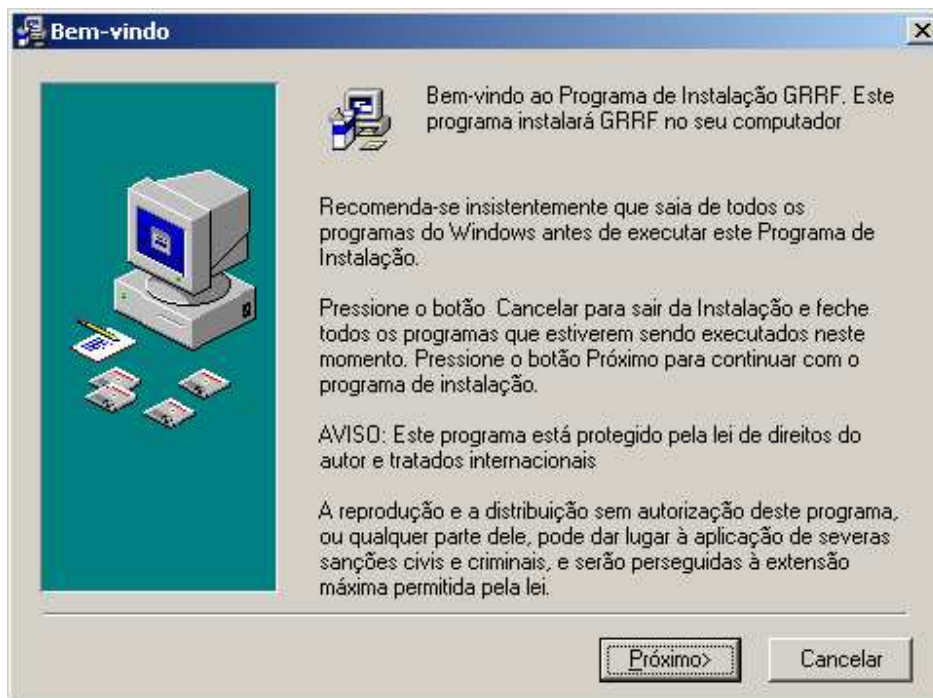 Bem-vindo
Bem-vindo ao Programa de Instalação GRRF. Este
programa instalará GRRF no seu computador
Recomenda-se insistentemente que saia de todos os
programas do Windows antes de executar este Programa de
Instalação.
Pressione o botão  Cancelar para sair da Instalação e feche
todos os programas que estiverem sendo executados neste
momento. Pressione o botão Próximo para continuar com o
programa de instalação.
AVISO: Este programa está protegido pela lei de direitos do
autor e tratados internacionais
A reprodução e a distribuição sem autorização deste programa,
ou qualquer parte dele, pode dar lugar à aplicação de severas
sanções civis e criminais, e serão perseguidas à extensão
máxima permitida pela lei.
Próximo>
Cancelar